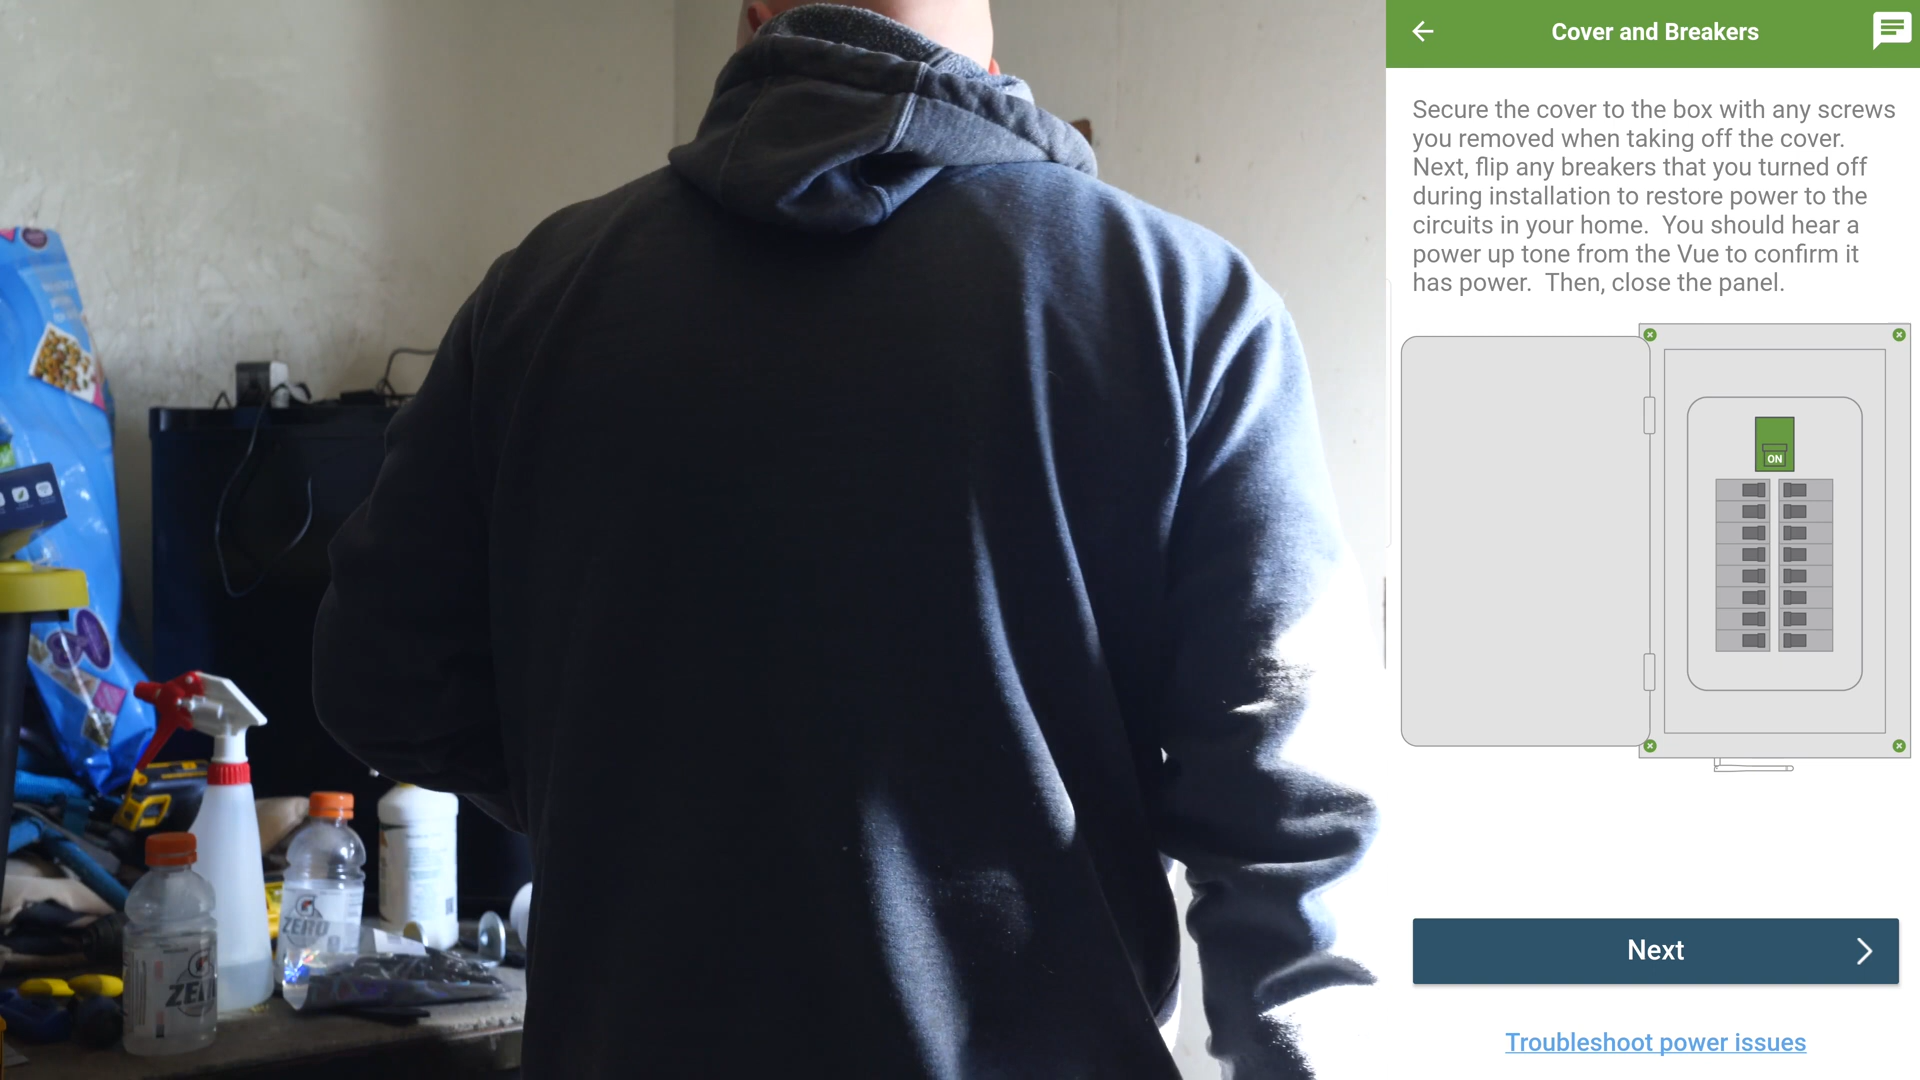 Cover and Breakers
Secure the cover to the box with any screws
you removed when taking off the cover.
Next, flip any breakers that you turned off
during installation to restore power to the
circuits in your home.  You should hear a
power up tone from the Vue to confirm it
has power.  Then, close the panel.
ON
Next
Troubleshoot power issues
ZERO
ZE